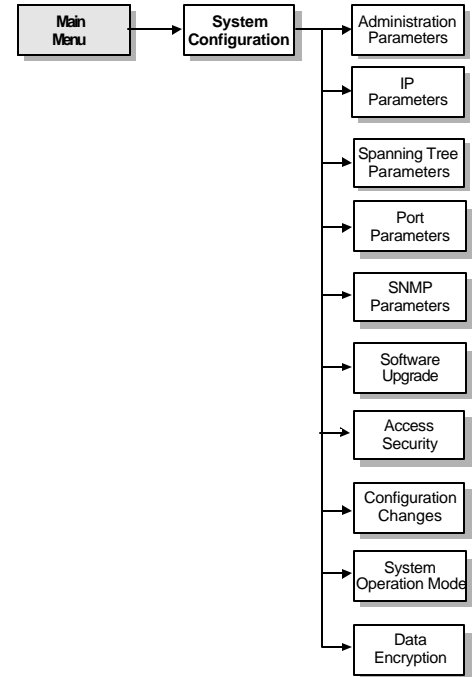 Main
Menu
System
Configuration
Administration
Parameters
IP
Parameters
Spanning Tree
Parameters
Port
Parameters
SNMP
Parameters
Software
Upgrade
Access
Security
Configuration
Changes
System
Operation Mode
Data
Encryption